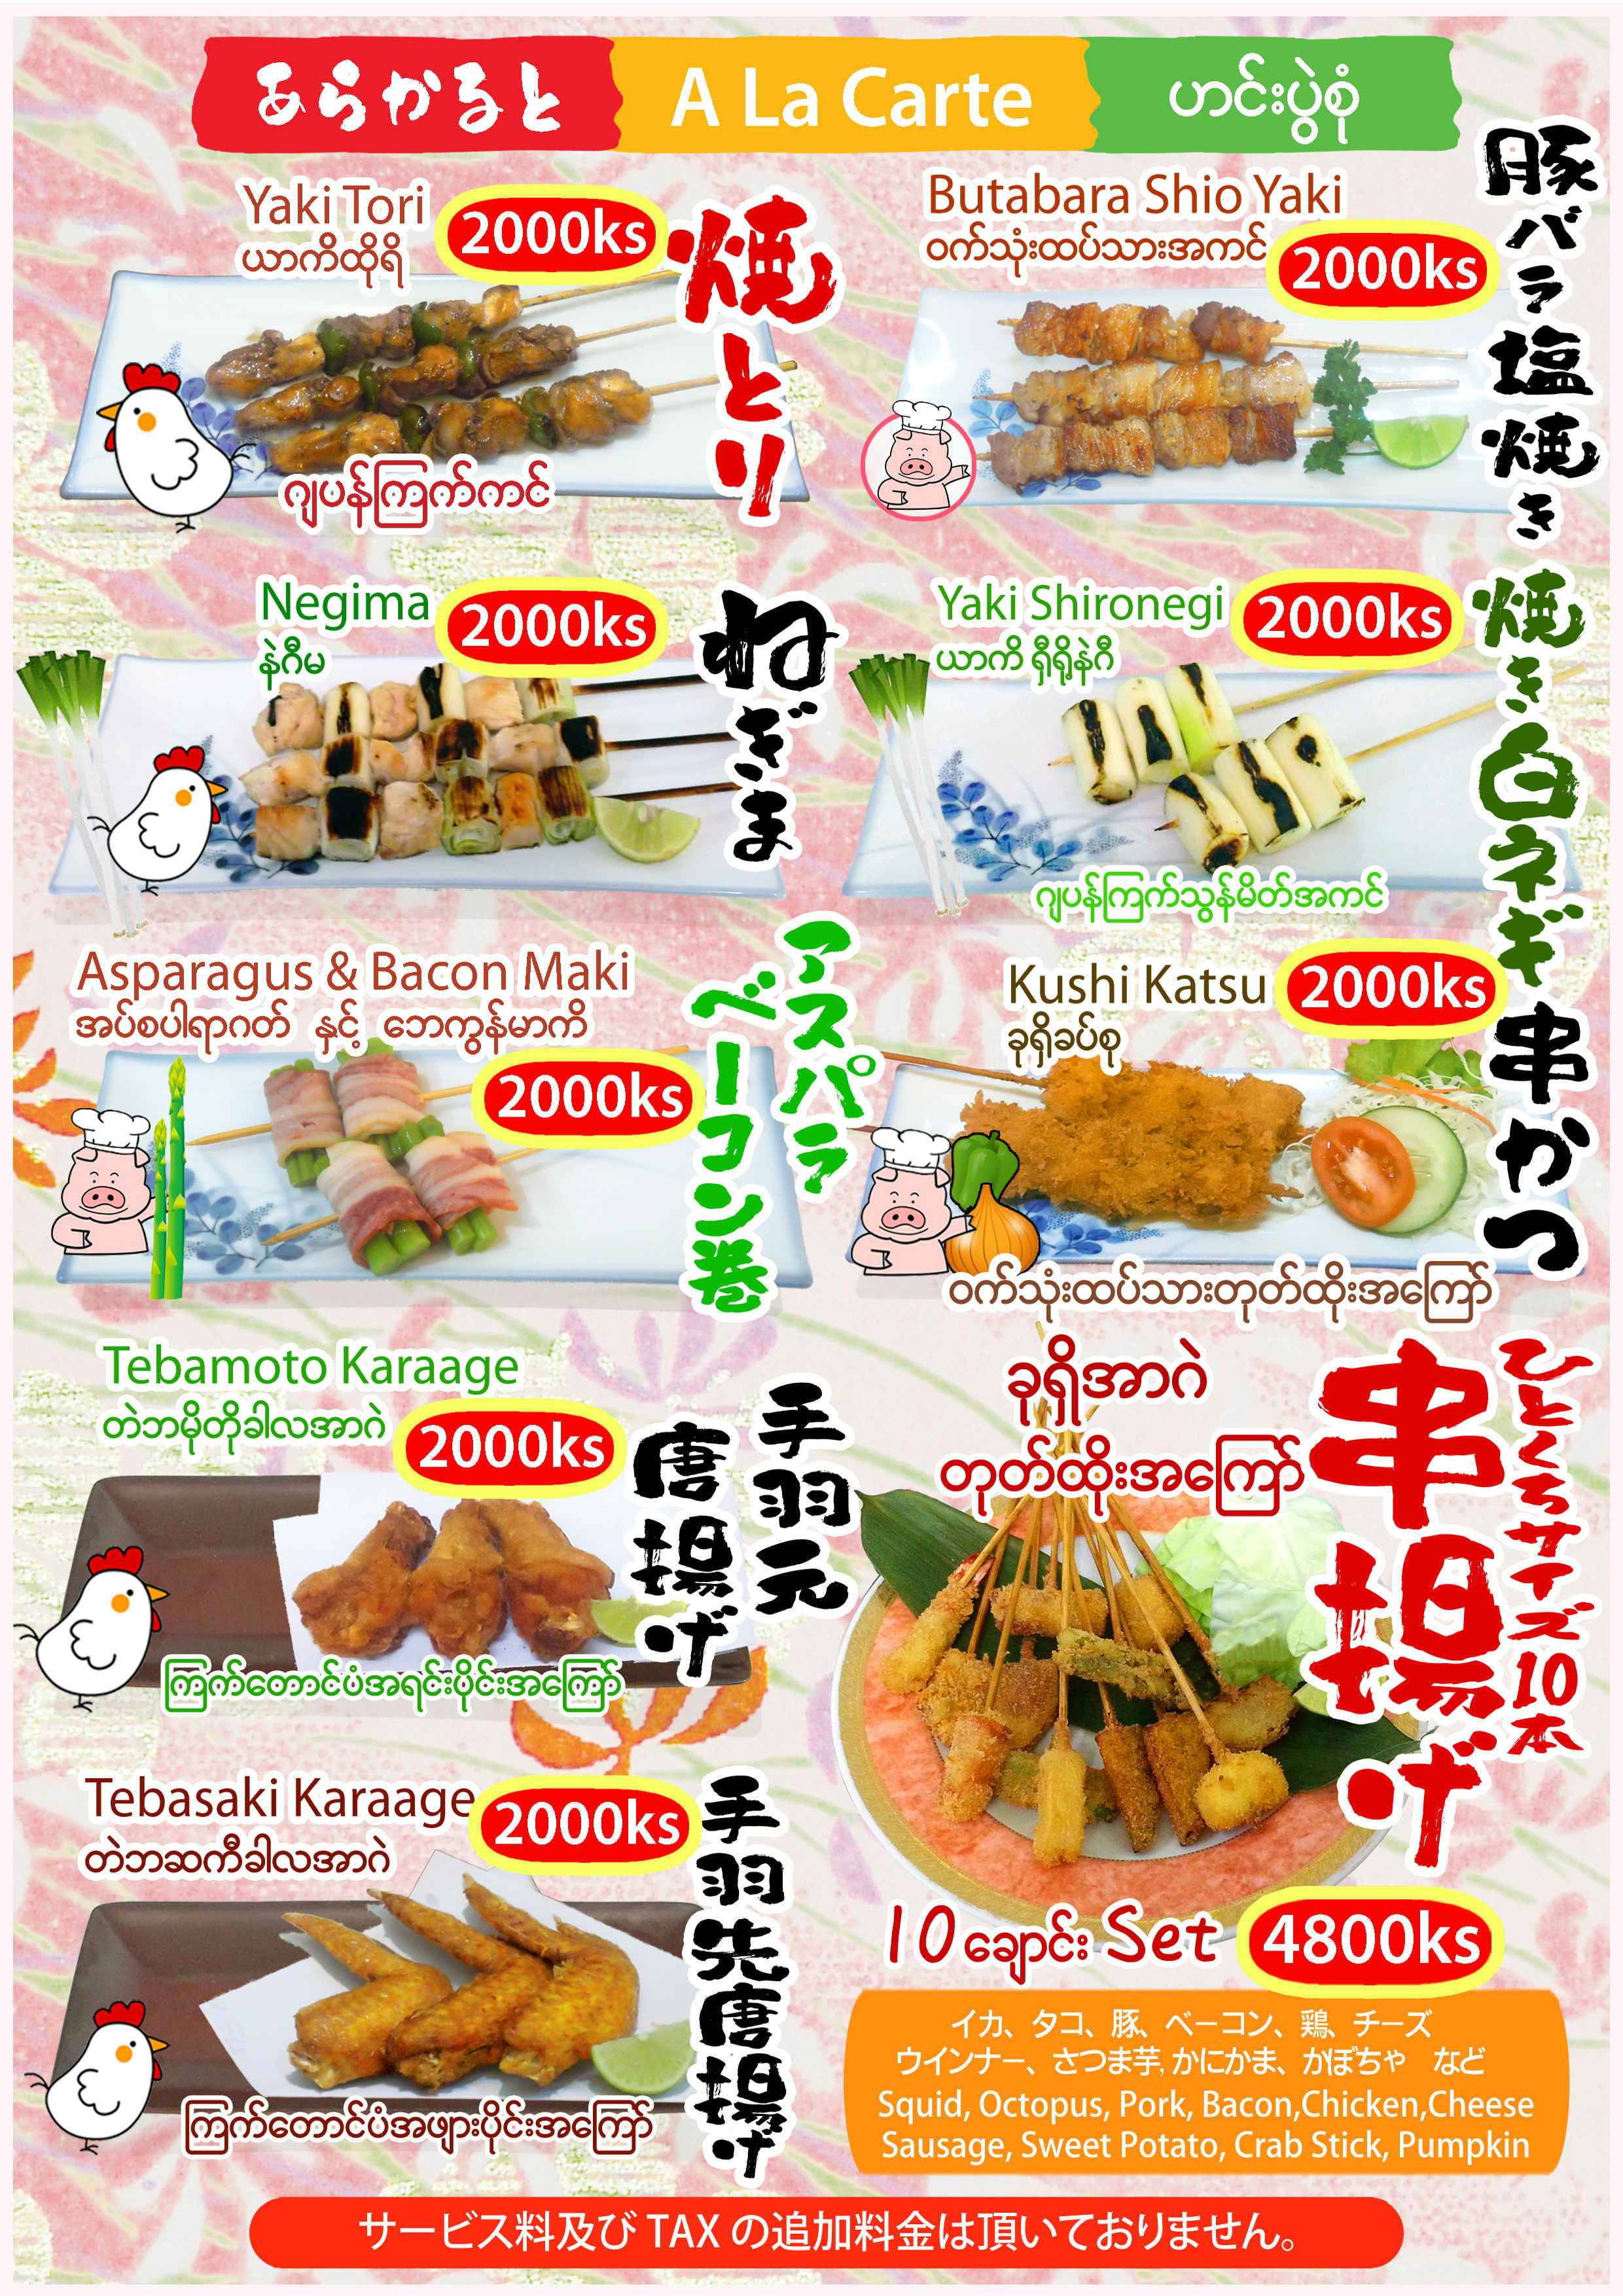 あらかると
A La Carte
ဟင်းပွဲစုံ
Yaki Tori
ယာကိထိုရိ
2000ks
焼とり
ဂျပန်ကြက်ကင်
Butabara Shio Yaki
ဝက်သုံးထပ်သားအကင်
2000ks
豚バラ塩焼き
Negima
နဲဂီမ
2000ks
ねぎま
Yaki Shironegi
ယာကိ ရှီရို့နဲဂီ
2000ks
焼き白ネギ
ဂျပန်ကြက်သွန်မိတ်အကင်
Asparagus & Bacon Maki
အပ်စပါရာဂတ် နှင့် ဘေကွန်မာကိ
2000ks
アスパラ
ベーコン巻
Kushi Katsu
ခုရှိခပ်စု
2000ks
串かつ
ဝက်သုံးထပ်သားတုတ်ထိုးအကြော်
Tebamoto Karaage
တဲဘမိုတိုခါလအာဂဲ
2000ks
手羽元
唐揚げ
ကြက်တောင်ပံအရင်းပိုင်းအကြော်
Tebasaki Karaage
တဲဘဆကီခါလအာဂဲ
2000ks
手羽先唐揚げ
ကြက်တောင်ပံအဖျားပိုင်းအကြော်
ခုရှိအာဂဲ
တုတ်ထိုးအကြော်
ひとくちサイズ10本
串揚げ
10 ချောင်း Set
4800ks
イカ、タコ、豚、ベーコン、鶏、チーズ
ウインナー、さつま芋,かにかま、かぼちゃ など
Squid, Octopus, Pork, Bacon,Chicken,Cheese
Sausage, Sweet Potato, Crab Stick, Pumpkin
サービス料及び TAX の追加料金は頂いておりません。